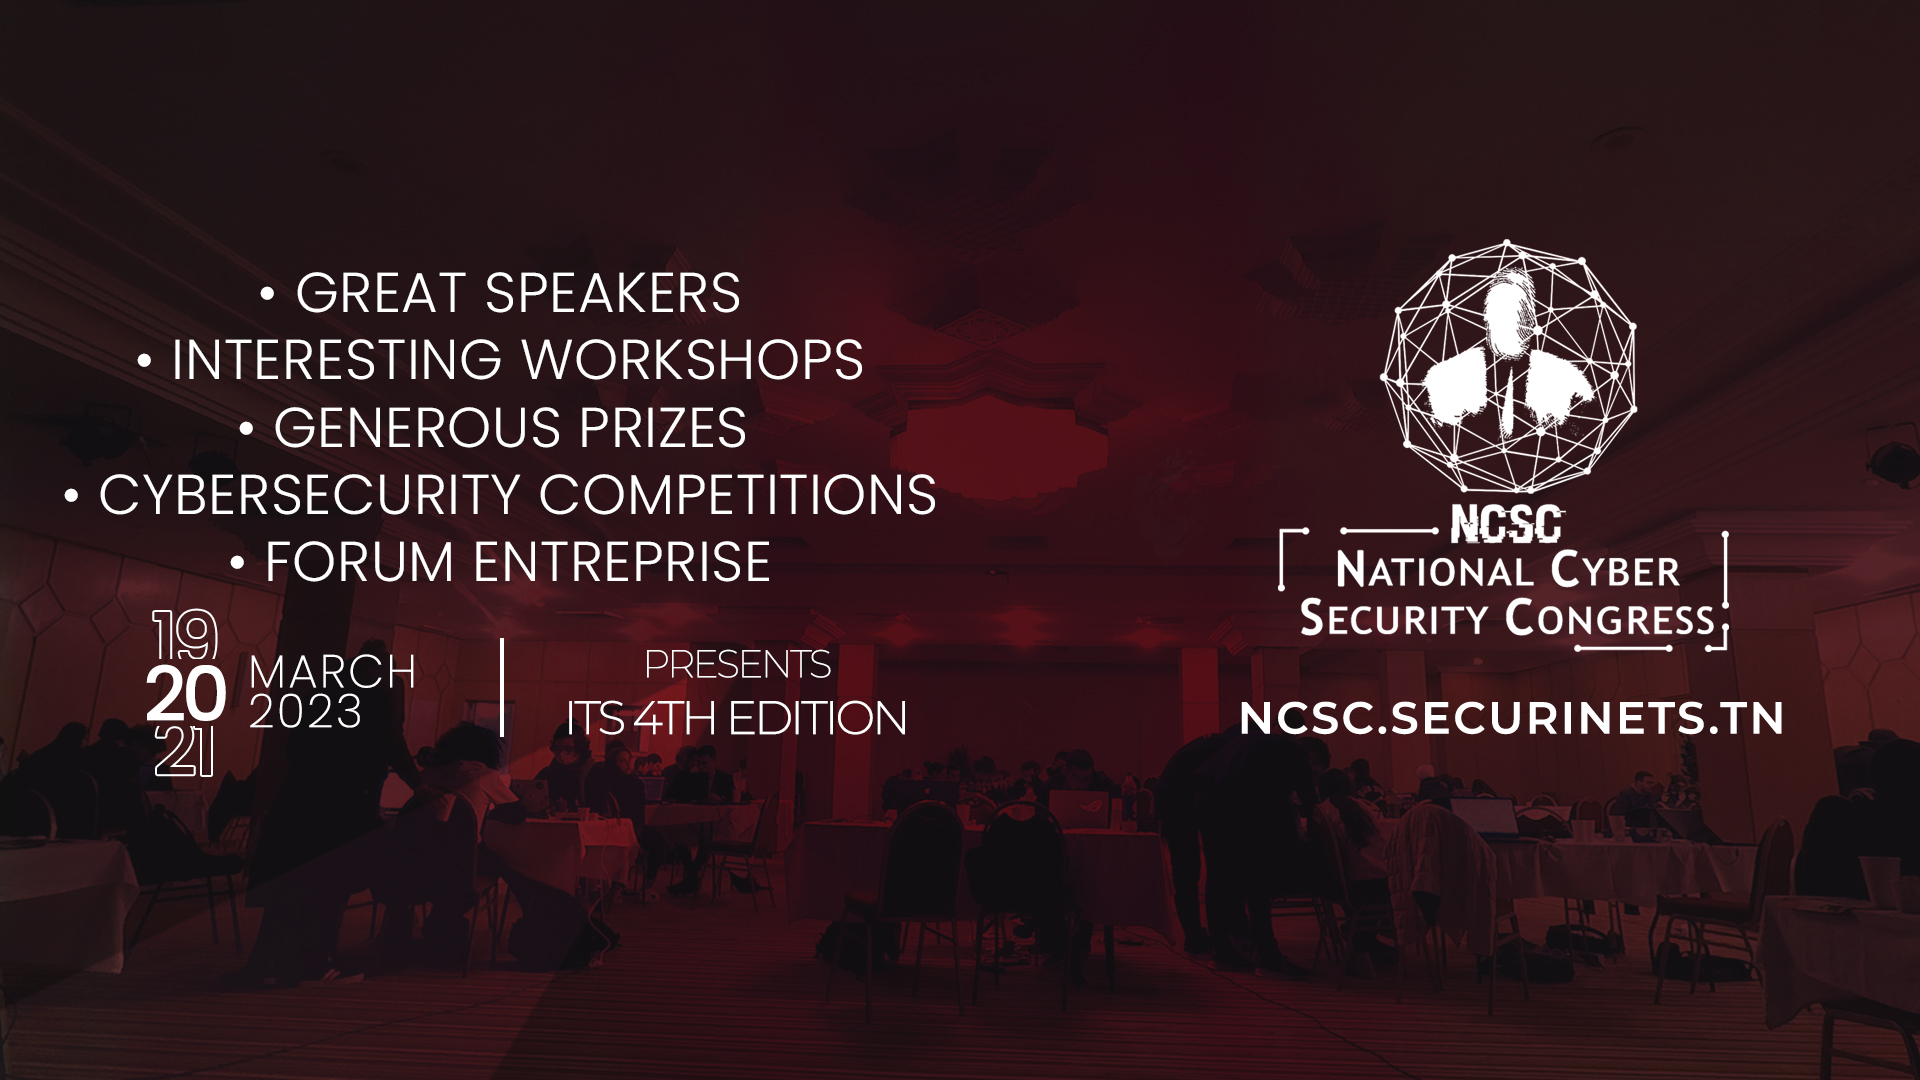 • GREAT SPEAKERS
• INTERESTING WORKSHOPS
• GENEROUS PRIZES
• CYBERSECURITY COMPETITIONS
• FORUM ENTREPRISE
19
20
21
MARCH
2023
PRESENTS
ITS 4TH EDITION
NCSC
NATIONAL CYBER
SECURITY CONGRESS
NCSC.SECURINETS.TN